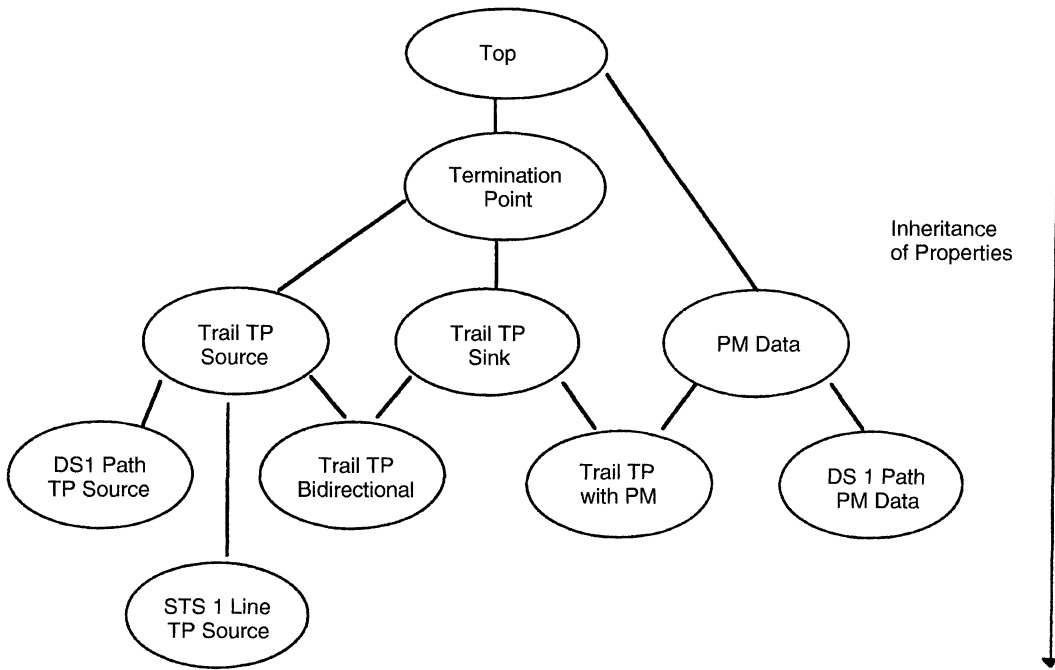 Top
Termination
Point
Inheritance
of Properties
Trail TP
Source
Trail TP
Sink
PM Data
DS1 Path
TP Source
Trail TP
Bidirectional
Trail TP
with PM
DS 1 Path
PM Data
STS 1 Line
TP Source